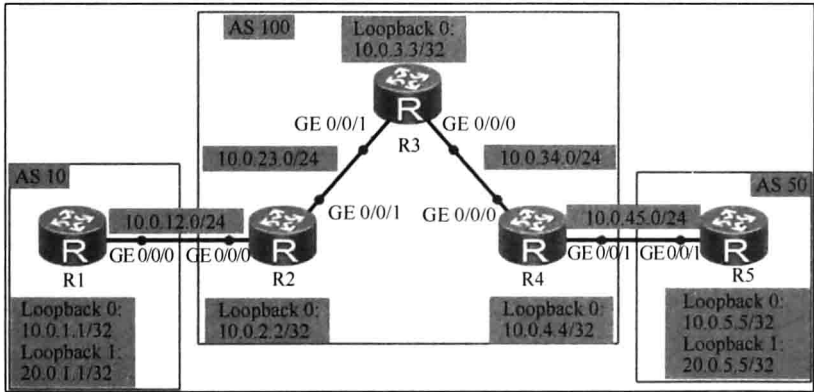 AS 100
Loopback 0:
10.0.3.3/32
R
GE 0/0/1
GE 0/0/0
R3
10.0.23.0/24
10.0.34.0/24
AS 10
AS 50
10.0.12.0/24
GE 0/0/1
GE 0/0/0
10.0.45.0/24
R
R
R
R
GE 0/0/0
GE 0/0/0
GE 0/0/1
GE 0/0/1
R1
R2
R4
R5
Loopback 0:
10.0.1.1/32
Loopback 1:
20.0.1.1/32
Loopback 0:
10.0.2.2/32
Loopback 0:
10.0.4.4/32
Loopback 0:
10.0.5.5/32
Loopback 1:
20.0.5.5/32